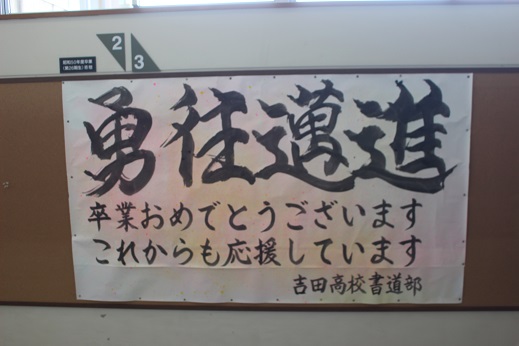 2
3
勇往邁進
卒業おめでとうございます
これからも応援しています
吉田高校書道部